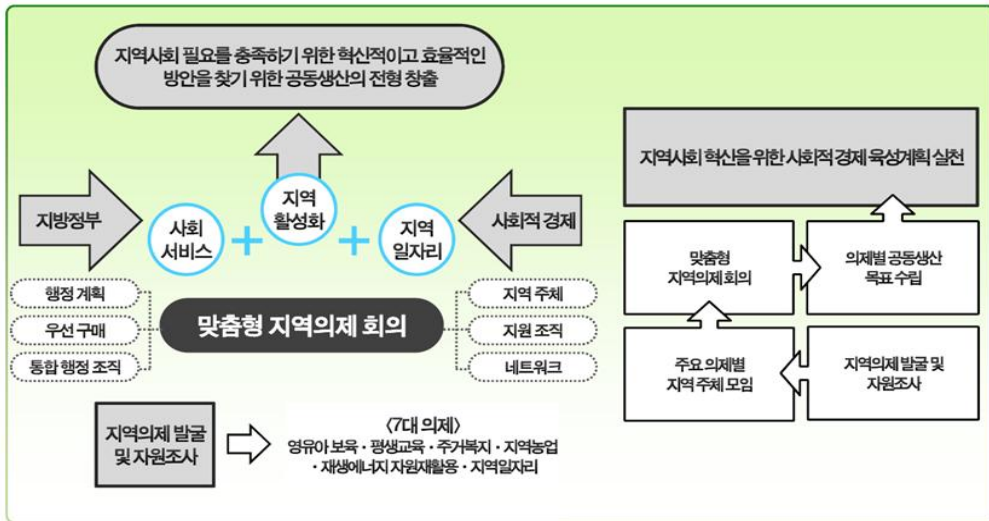 지역사회 필요를 충족하기 위한 혁신적이고 효율적인
방안을 찾기 위한 공동생산의 전형 창출
지방정부
사회
서비스
+
지역
활성화
+
지역
일자리
사회적 경제
행정 계획
우선 구매
통합 행정 조직
맞춤형 지역의제 회의
지역 주체
지원 조직
네트워크
지역의제 발굴
및 자원조사
〈7대 의제〉
영유아 보육 · 평생교육 · 주거복지 · 지역농업
· 재생에너지 자원재활용 · 지역일자리
지역사회 혁신을 위한 사회적 경제 육성계획 실천
맞춤형
지역의제 회의
의제별 공동생산
목표 수립
주요 의제별
지역 주체 모임
지역의제 발굴 및
자원조사